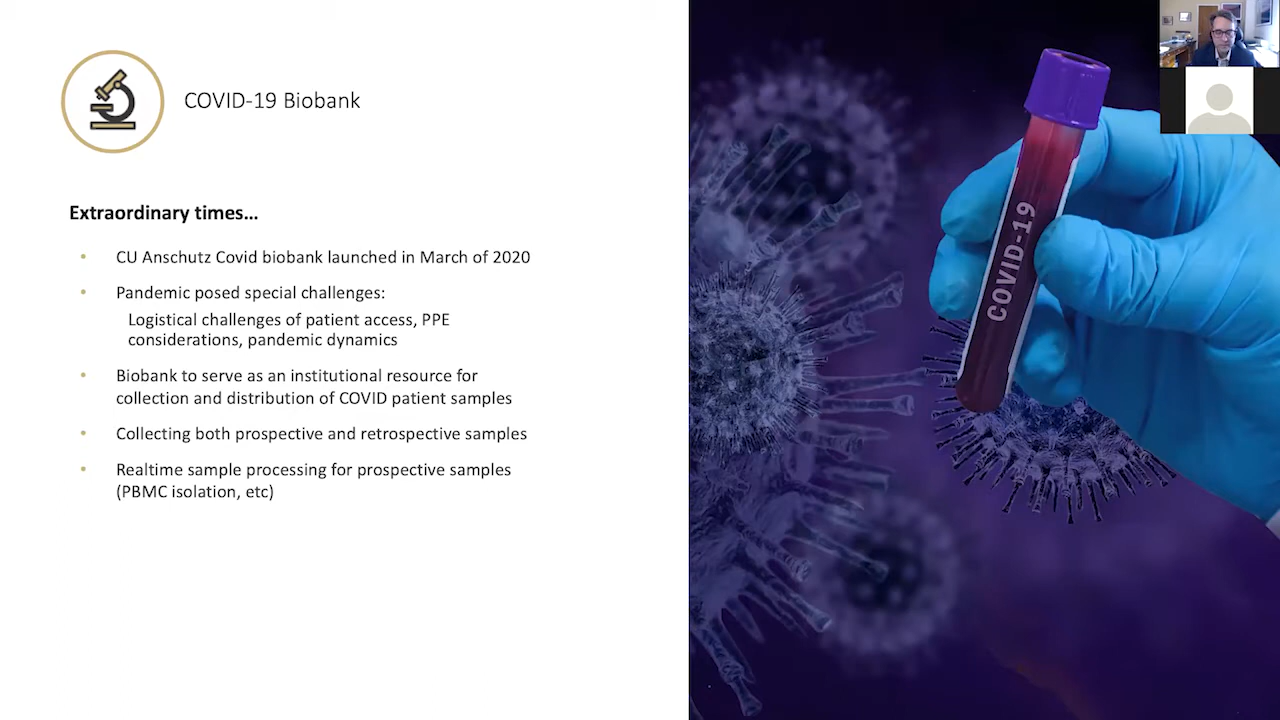 COVID-19 Biobank
Extraordinary times...
• CU Anschutz Covid biobank launched in March of 2020
• Pandemic posed special challenges:
Logistical challenges of patient access, PPE
considerations, pandemic dynamics
• Biobank to serve as an institutional resource for
collection and distribution of COVID patient samples
• Collecting both prospective and retrospective samples
• Realtime sample processing for prospective samples
(PBMC isolation, etc)
COVID-19